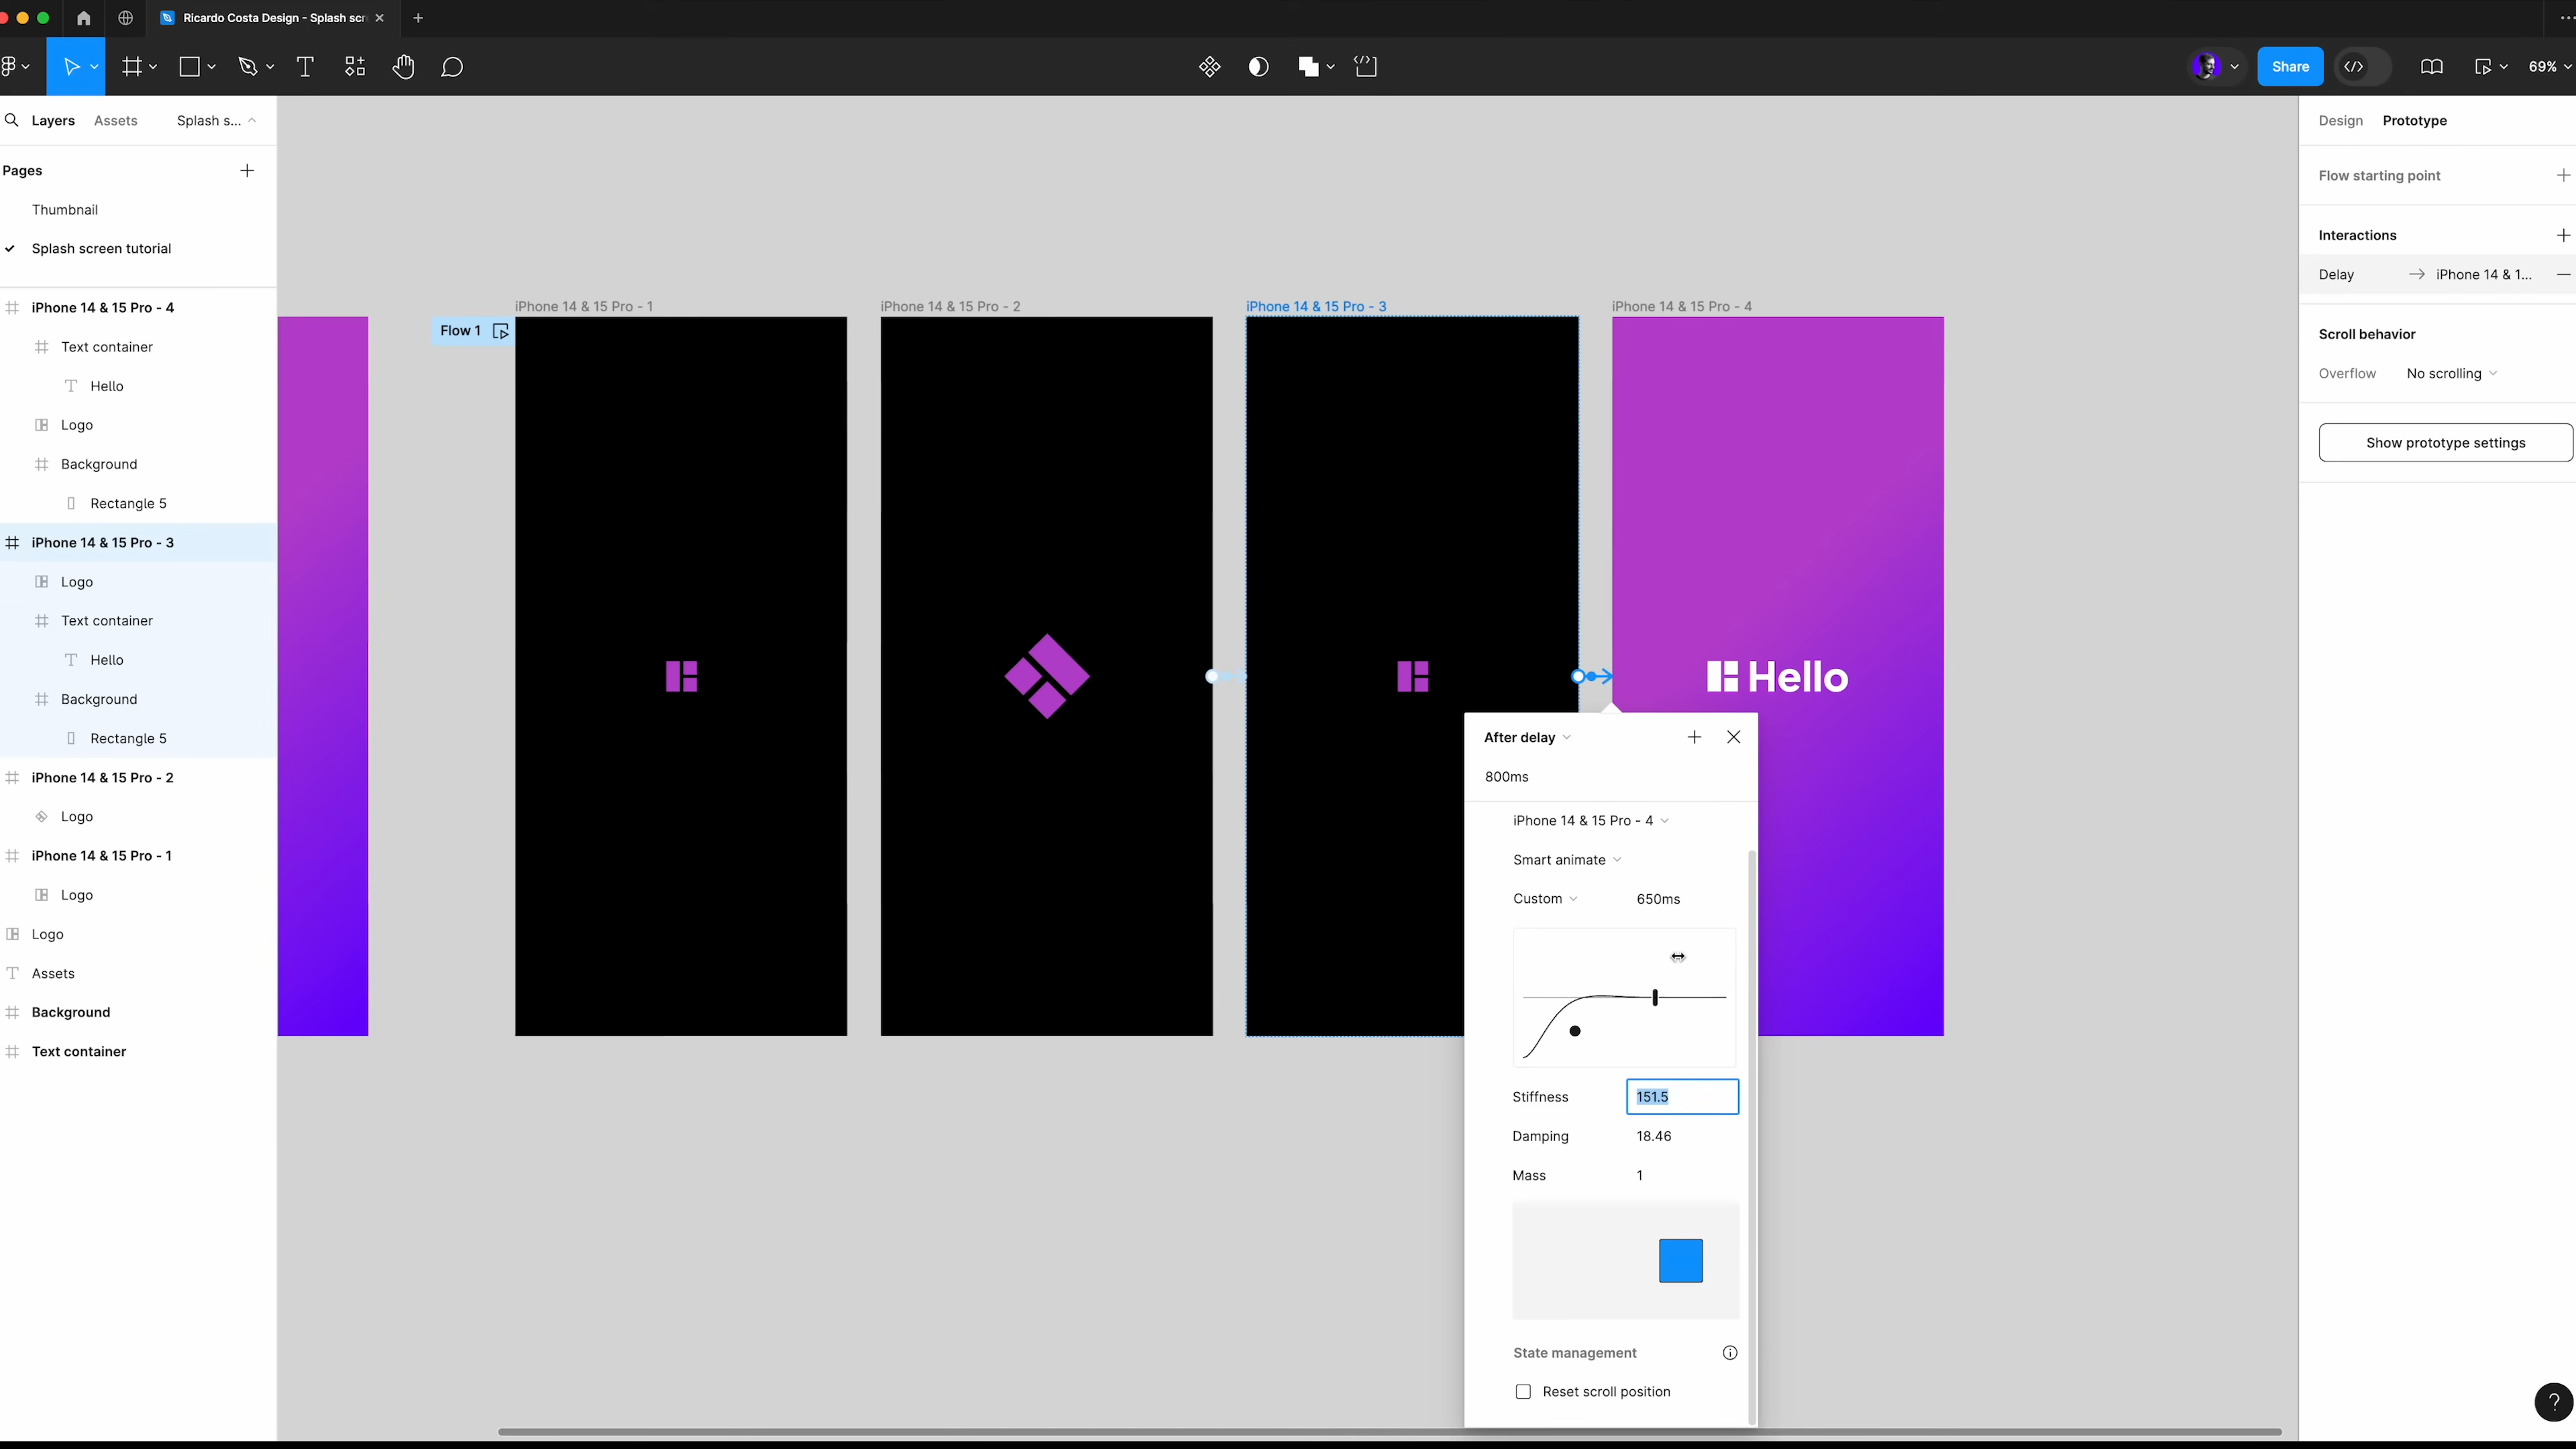 Ricardo Costa Design - Splash scr
Share
69%
Layers
Assets
Splash s...
Pages
Thumbnail
Splash screen tutorial
iPhone 14 & 15 Pro - 4
Text container
Hello
Logo
Background
Rectangle 5
iPhone 14 & 15 Pro - 3
Logo
Text container
Hello
Background
Rectangle 5
iPhone 14 & 15 Pro - 2
Logo
iPhone 14 & 15 Pro - 1
Logo
Logo
Assets
Background
Text container
iPhone 14 & 15 Pro - 1
iPhone 14 & 15 Pro - 2
iPhone 14 & 15 Pro - 3
iPhone 14 & 15 Pro - 4
Flow 1
Hello
After delay
800ms
iPhone 14 & 15 Pro - 4
Smart animate
Custom 650ms
Stiffness 151.5
Damping 18.46
Mass 1
State management
Reset scroll position
Design Prototype
Flow starting point
Interactions
Delay → iPhone 14 & 1...
Scroll behavior
Overflow No scrolling
Show prototype settings
?